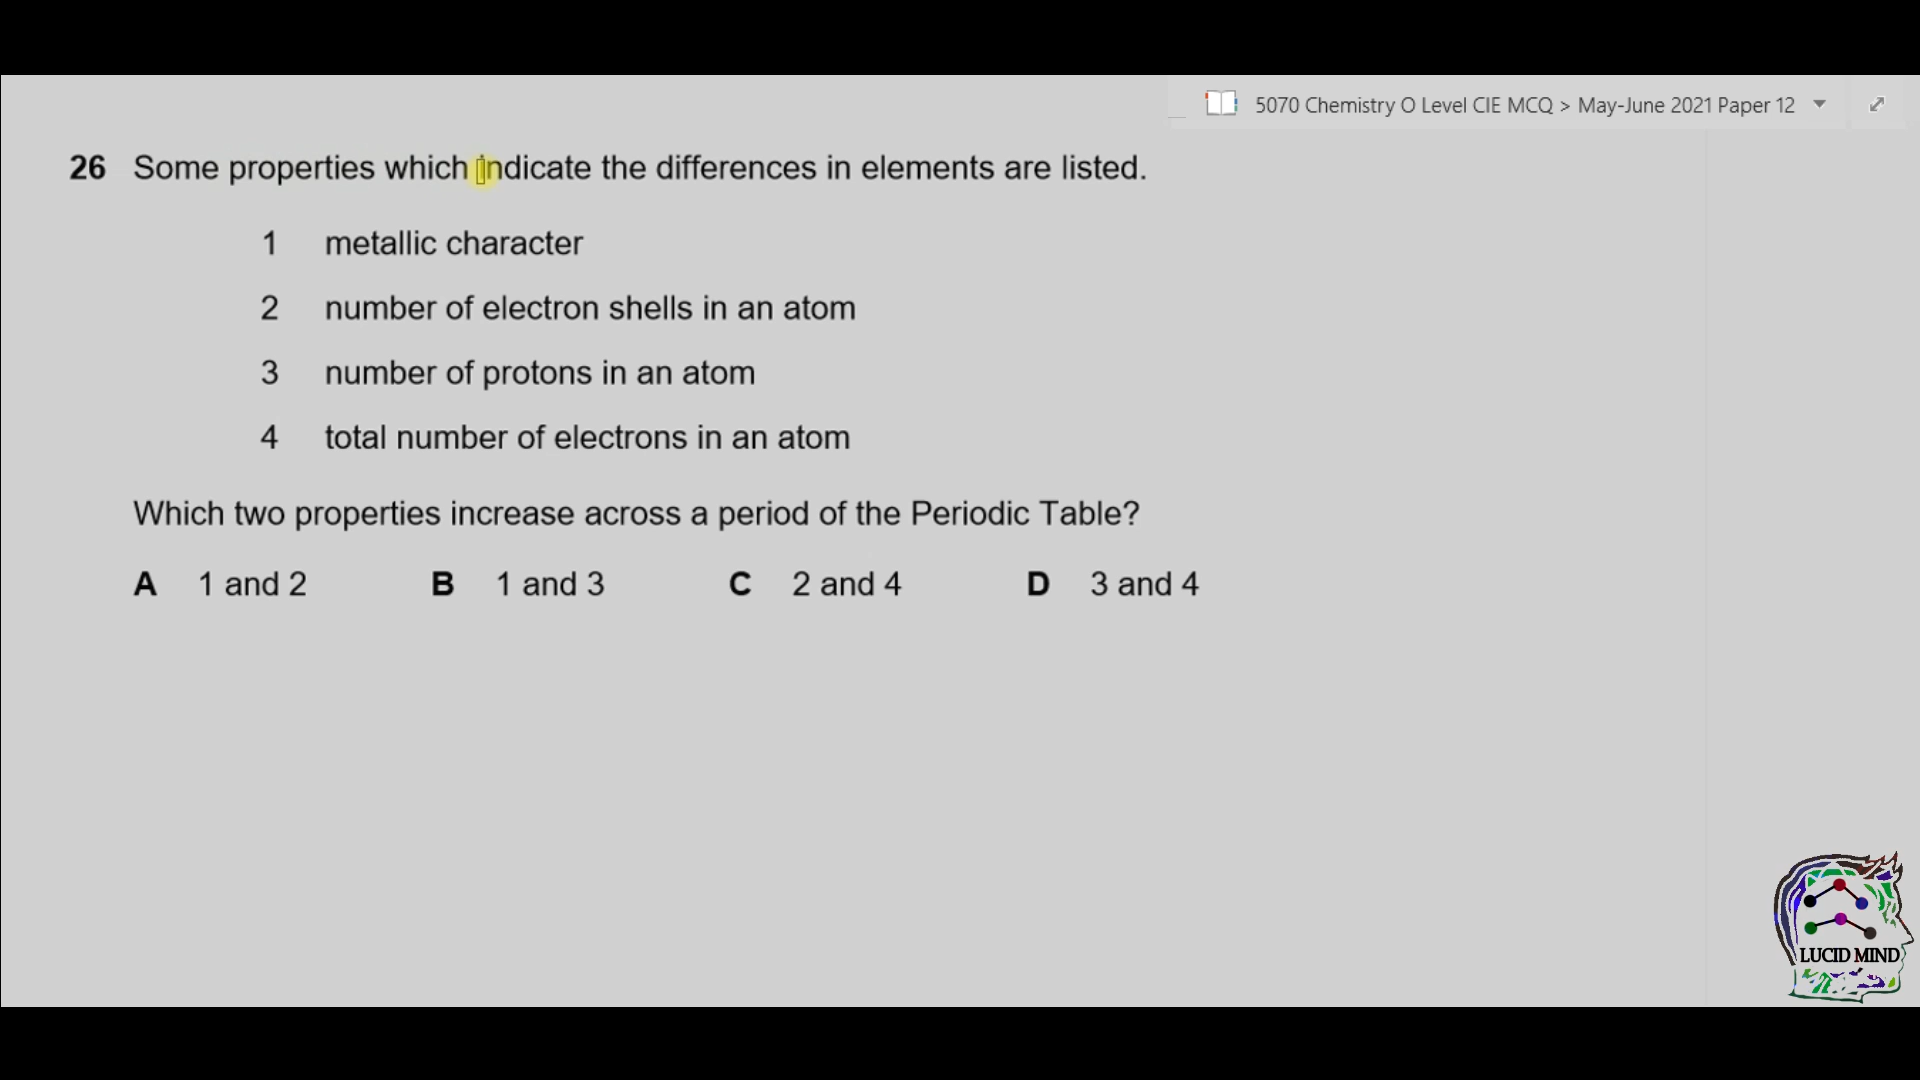 5070 Chemistry O Level CIE MCQ > May-June 2021 Paper 12
26 Some properties which indicate the differences in elements are listed.
1 metallic character
2 number of electron shells in an atom
3 number of protons in an atom
4 total number of electrons in an atom
Which two properties increase across a period of the Periodic Table?
A 1 and 2 B 1 and 3 C 2 and 4 D 3 and 4
LUCID MIND